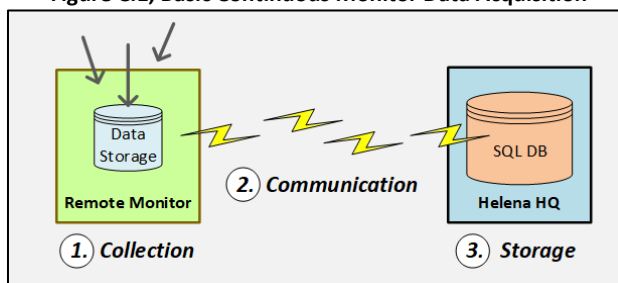 Data
Storage
Remote Monitor
1. Collection
2. Communication
SQL DB
Helena HQ
3. Storage